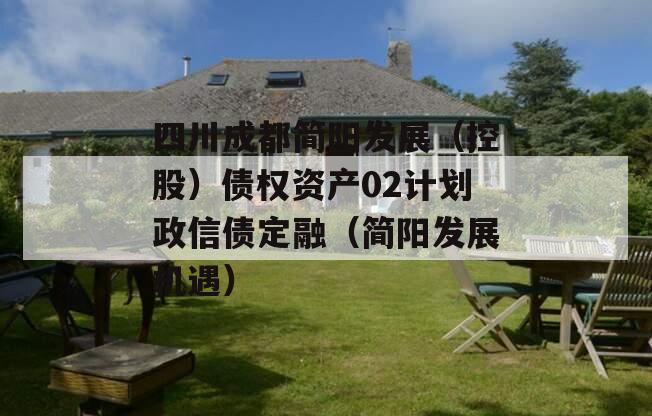 四川成都简阳发展（控
股）债权资产02计划
政信债定融（简阳发展
机遇）